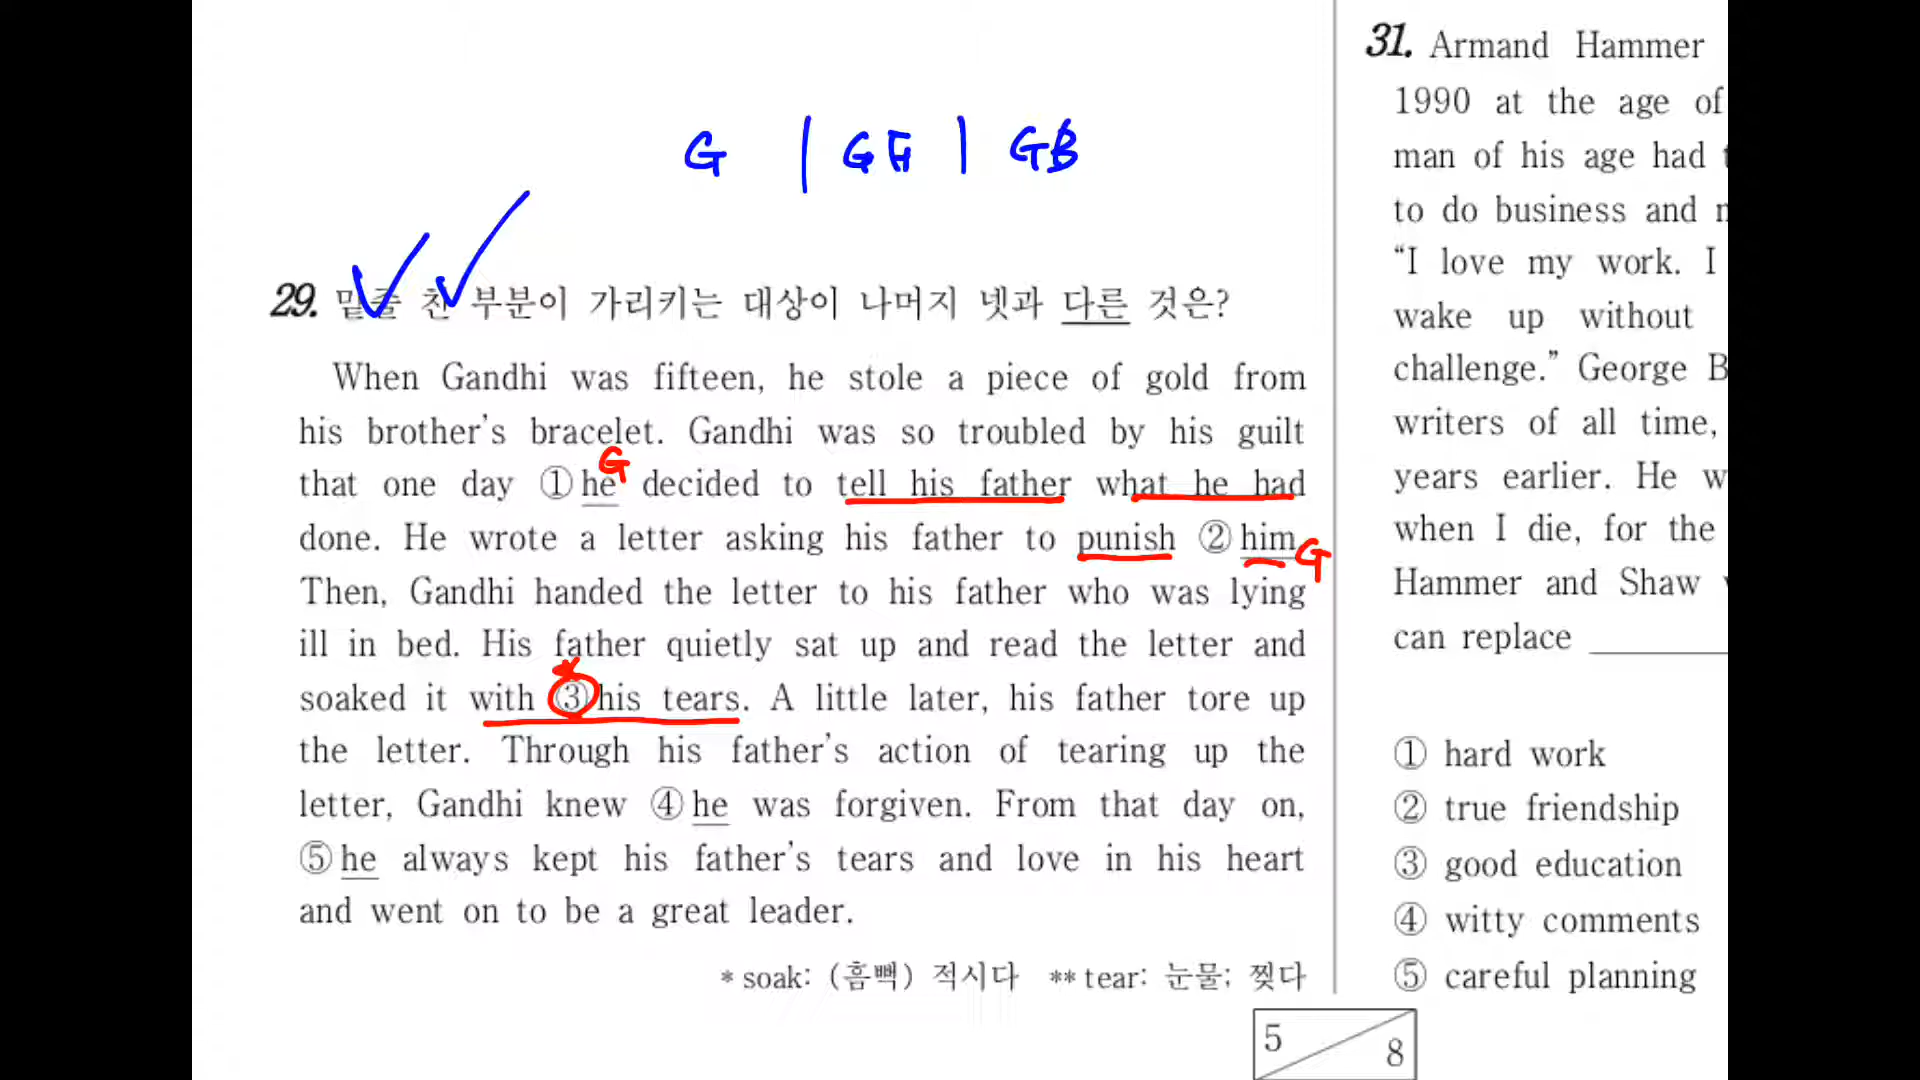 G | GF | GB
29. 밑줄 친 부분이 가리키는 대상이 나머지 넷과 다른 것은?
When Gandhi was fifteen, he stole a piece of gold from
his brother's bracelet. Gandhi was so troubled by his guilt
G
that one day ① he decided to tell his father what he had
done. He wrote a letter asking his father to punish ② him.
G
Then, Gandhi handed the letter to his father who was lying
ill in bed. His father quietly sat up and read the letter and
soaked it with ③ his tears. A little later, his father tore up
the letter. Through his father's action of tearing up the
letter, Gandhi knew ④ he was forgiven. From that day on,
⑤ he always kept his father's tears and love in his heart
and went on to be a great leader.
* soak: (흠뻑) 적시다 ** tear: 눈물; 찢다
5 8
31. Armand Hammer
1990 at the age of
man of his age had
to do business and
“I love my work. I
wake up without
challenge.” George B
writers of all time,
years earlier. He w
when I die, for the
Hammer and Shaw
can replace
① hard work
② true friendship
③ good education
④ witty comments
⑤ careful planning